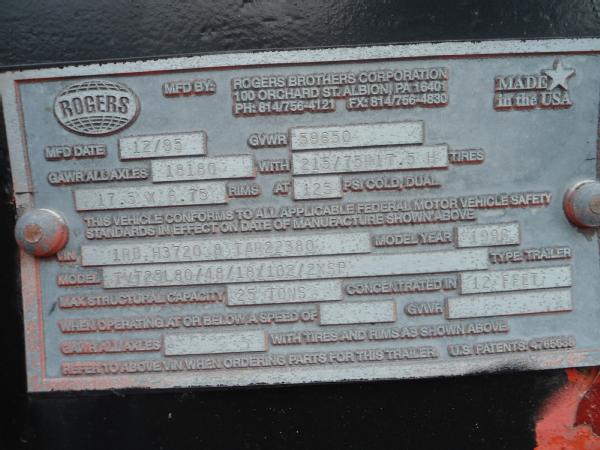 ROGERS
MFD BY:
ROGERS BROTHERS CORPORATION
100 ORCHARD ST. ALBION, PA 16401
PH: 814/756-4121 FX: 814/756-4830
MADE
in the USA
MFD DATE 12/95 GVWR 59850
GAWR ALL AXLES 18180 WITH 215/75R17.5 H TIRES
17.5 X 6.75 RIMS AT 125 PSI COLD, DUAL
THIS VEHICLE CONFORMS TO ALL APPLICABLE FEDERAL MOTOR VEHICLE SAFETY
STANDARDS IN EFFECT ON DATE OF MANUFACTURE SHOWN ABOVE.
VIN MODEL YEAR 1996
MODEL TYPE: TRAILER
MAX STRUCTURAL CAPACITY 25 TONS CONCENTRATED IN 12 FEET
WHEN OPERATING AT OR BELOW A SPEED OF GVWR
GAWR ALL AXLES WITH TIRES AND RIMS AS SHOWN ABOVE.
REFER TO ABOVE VIN WHEN ORDERING PARTS FOR THIS TRAILER. U.S. PATENTS: